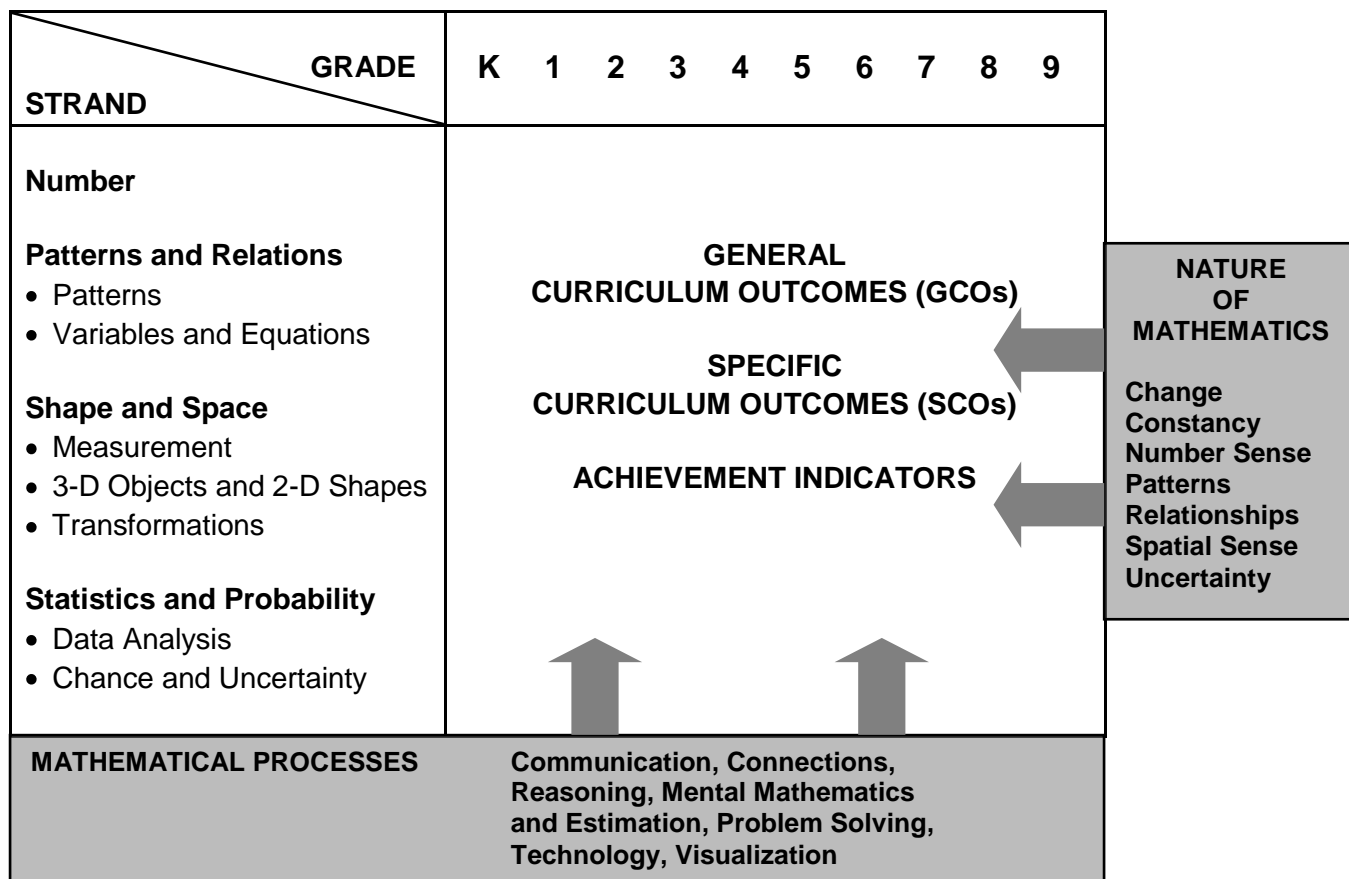 GRADE
STRAND
K 1 2 3 4 5 6 7 8 9
Number
Patterns and Relations
• Patterns
• Variables and Equations
Shape and Space
• Measurement
• 3-D Objects and 2-D Shapes
• Transformations
Statistics and Probability
• Data Analysis
• Chance and Uncertainty
GENERAL
CURRICULUM OUTCOMES (GCOs)
SPECIFIC
CURRICULUM OUTCOMES (SCOs)
ACHIEVEMENT INDICATORS
NATURE
OF
MATHEMATICS
Change
Constancy
Number Sense
Patterns
Relationships
Spatial Sense
Uncertainty
MATHEMATICAL PROCESSES
Communication, Connections,
Reasoning, Mental Mathematics
and Estimation, Problem Solving,
Technology, Visualization